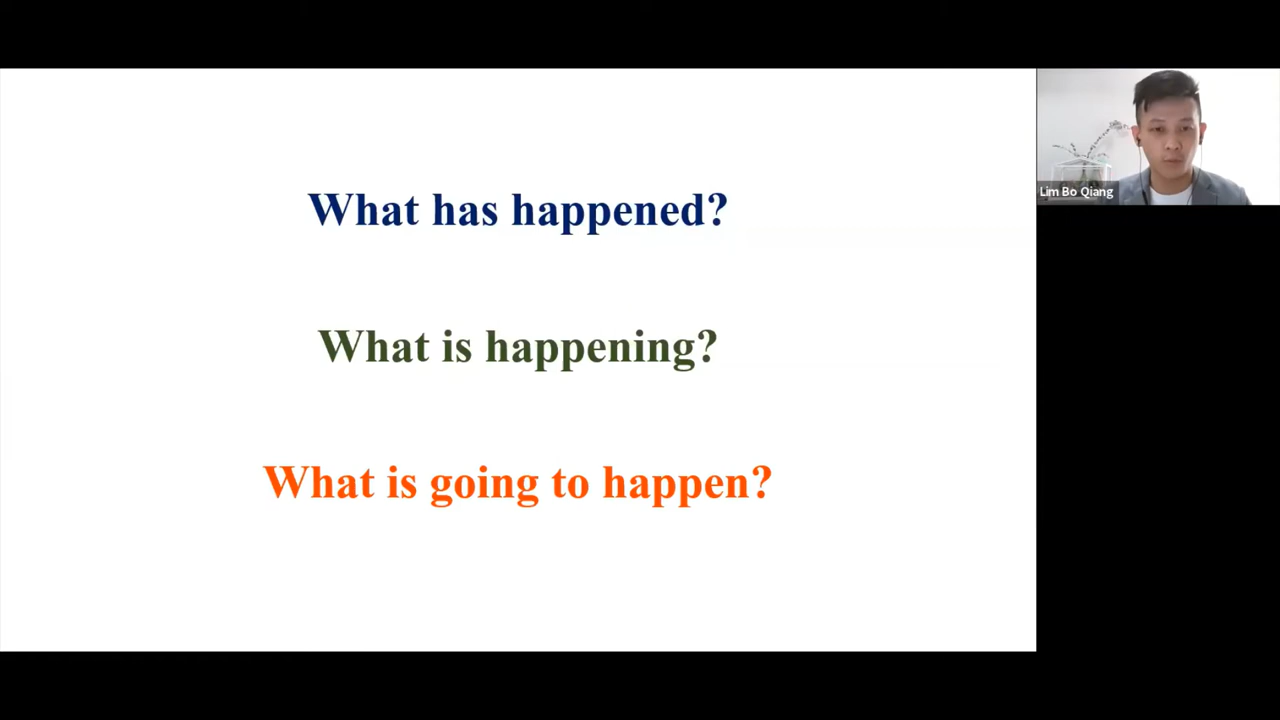 What has happened?
Lim Bo Qiang
What is happening?
What is going to happen?